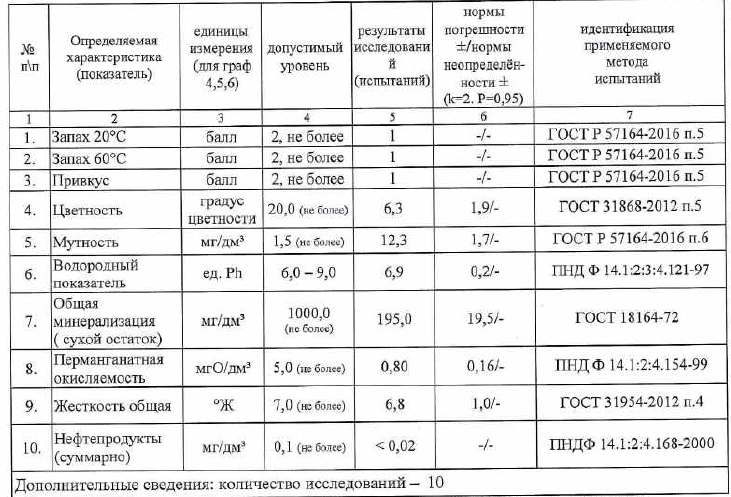 № п\п | Определяемая характеристика (показатель) | единицы измерения (для граф 4,5,6) | допустимый уровень | результаты исследований (испытаний) | нормы погрешности ±/нормы неопределён-ности ± (k=2. P=0,95) | идентификация применяемого метода испытаний
1 | 2 | 3 | 4 | 5 | 6 | 7
1. | Запах 20°С | балл | 2, не более | 1 | -/- | ГОСТ Р 57164-2016 п.5
2. | Запах 60°С | балл | 2, не более | 1 | -/- | ГОСТ Р 57164-2016 п.5
3. | Привкус | балл | 2, не более | 1 | -/- | ГОСТ Р 57164-2016 п.5
4. | Цветность | градус цветности | 20,0 (не более) | 6,3 | 1,9/- | ГОСТ 31868-2012 п.5
5. | Мутность | мг/дм³ | 1,5 (не более) | 12,3 | 1,7/- | ГОСТ Р 57164-2016 п.6
6. | Водородный показатель | ед. Ph | 6,0 – 9,0 | 6,9 | 0,2/- | ПНД Ф 14.1:2:3:4.121-97
7. | Общая минерализация ( сухой остаток) | мг/дм³ | 1000,0 (не более) | 195,0 | 19,5/- | ГОСТ 18164-72
8. | Перманганатная окисляемость | мгО/дм³ | 5,0 (не более) | 0,80 | 0,16/- | ПНД Ф 14.1:2:4.154-99
9. | Жесткость общая | °Ж | 7,0 (не более) | 6,8 | 1,0/- | ГОСТ 31954-2012 п.4
10. | Нефтепродукты (суммарно) | мг/дм³ | 0,1 (не более) | < 0,02 | -/- | ПНДФ 14.1:2:4.168-2000
Дополнительные сведения: количество исследований – 10